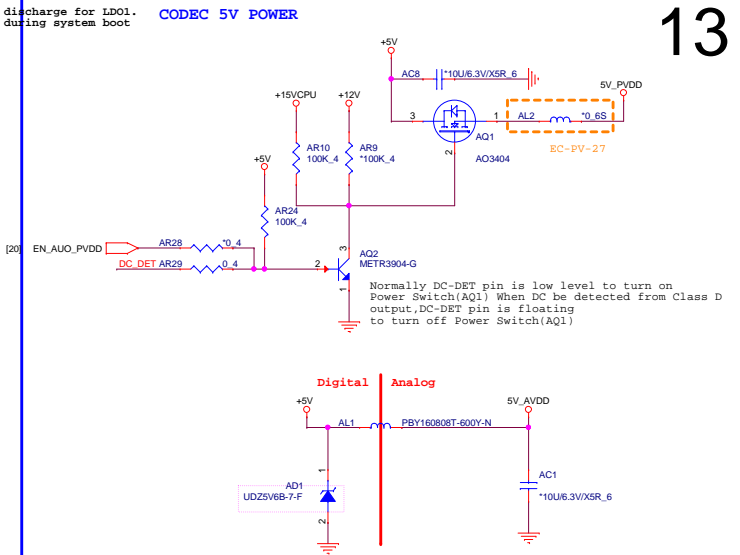 discharge for LDO1.
during system boot
CODEC 5V POWER
13
+5V
AC8
*10U/6.3V/X5R_6
5V_PVDD
+15VCPU
+12V
3
1
AL2
*0_6S
AQ1
AO3404
2
EC-PV-27
AR10
100K_4
AR9
*100K_4
+5V
AR24
100K_4
[20]
EN_AUO_PVDD
AR28
*0_4
DC_DET
AR29
0_4
2
3
AQ2
METR3904-G
1
Normally DC-DET pin is low level to turn on
Power Switch(AQ1) When DC be detected from Class D
output,DC-DET pin is floating
to turn off Power Switch(AQ1)
Digital
Analog
+5V
5V_AVDD
AL1
PBY160808T-600Y-N
1
AD1
UDZ5V6B-7-F
2
AC1
*10U/6.3V/X5R_6